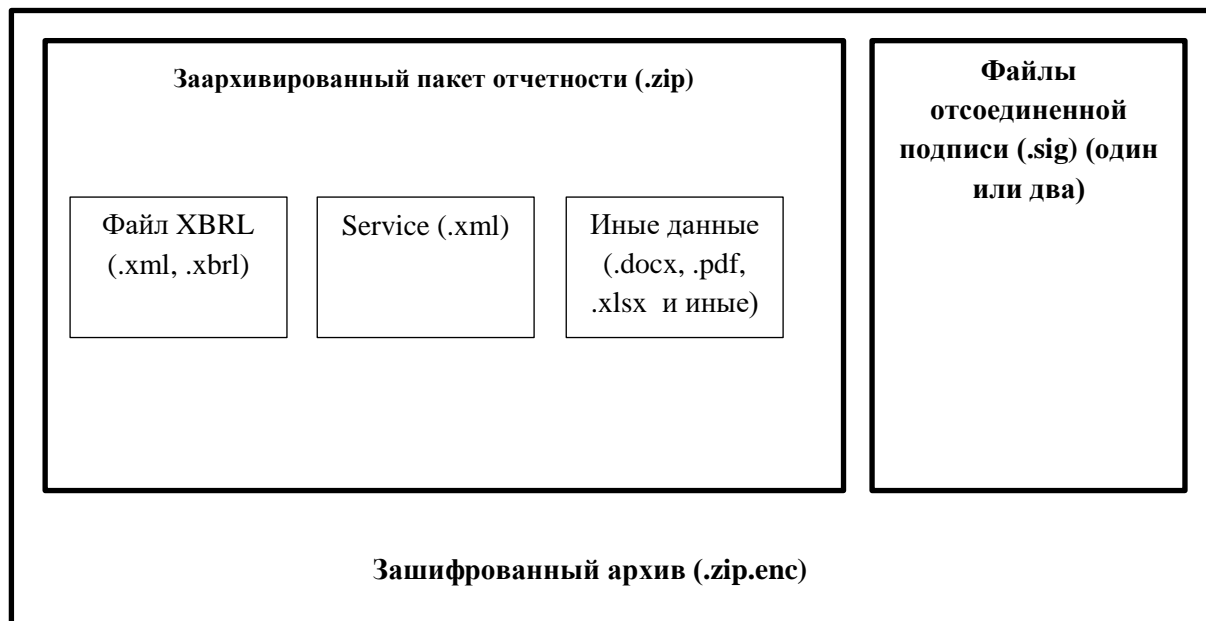 Заархивированный пакет отчетности (.zip)
Файл XBRL
(.xml, .xbrl)
Service (.xml)
Иные данные
(.docx, .pdf,
.xlsx и иные)
Файлы
отсоединенной
подписи (.sig) (один
или два)
Зашифрованный архив (.zip.enc)